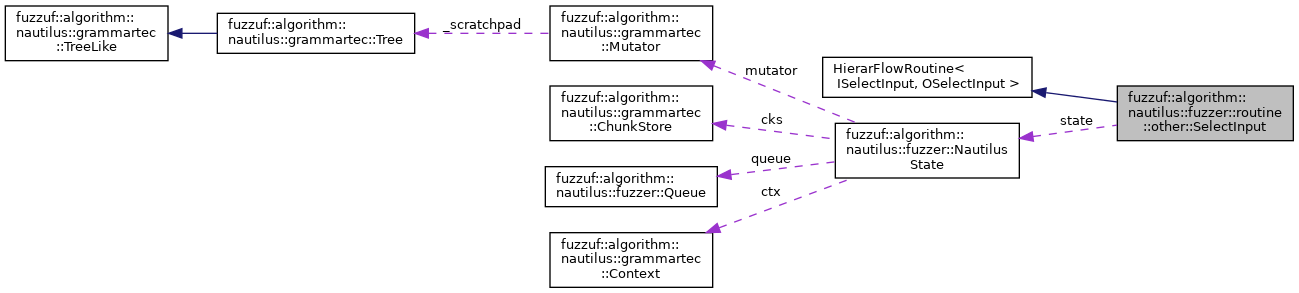 fuzzuf::algorithm::
nautilus::grammartec
::TreeLike
fuzzuf::algorithm::
nautilus::grammartec::Tree
_scratchpad
fuzzuf::algorithm::
nautilus::grammartec
::Mutator
mutator
fuzzuf::algorithm::
nautilus::grammartec
::ChunkStore
cks
fuzzuf::algorithm::
nautilus::fuzzer::Queue
queue
fuzzuf::algorithm::
nautilus::grammartec
::Context
ctx
HierarFlowRoutine<
ISelectInput, OSelectInput >
fuzzuf::algorithm::
nautilus::fuzzer::Nautilus
State
state
fuzzuf::algorithm::
nautilus::fuzzer::routine
::other::SelectInput